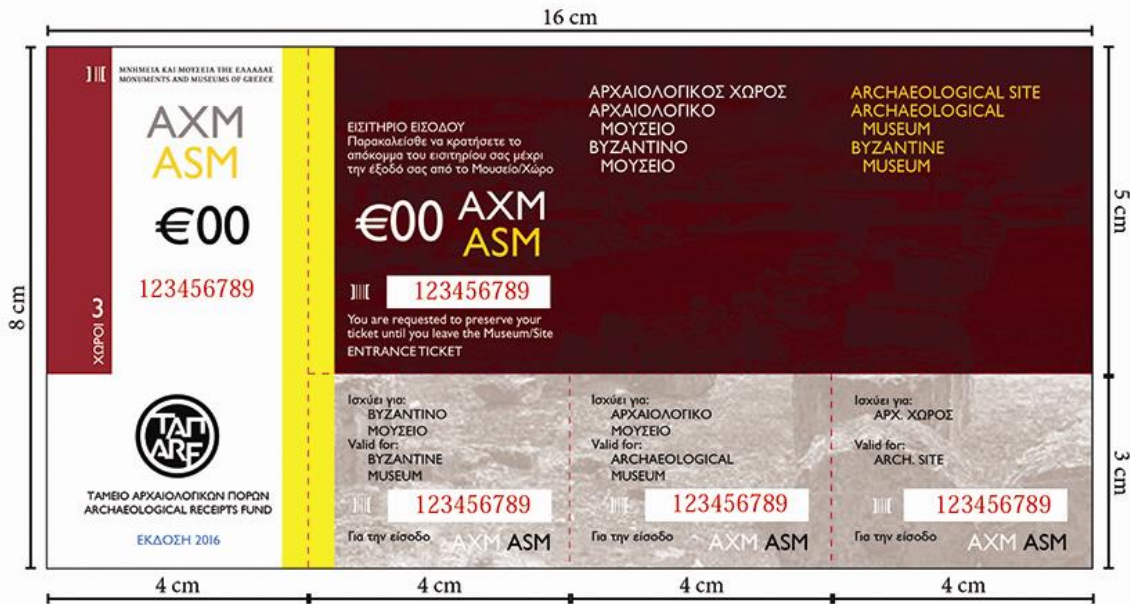 16 cm
8 cm
ΜΝΗΜΕΙΑ ΚΑΙ ΜΟΥΣΕΙΑ ΤΗΣ ΕΛΛΑΔΑΣ
MONUMENTS AND MUSEUMS OF GREECE
ΑΧΜ
ASM
€00
123456789
ΧΩΡΟΙ 3
ΤΑΠ
ARF
ΤΑΜΕΙΟ ΑΡΧΑΙΟΛΟΓΙΚΩΝ ΠΟΡΩΝ
ARCHAEOLOGICAL RECEIPTS FUND
ΕΚΔΟΣΗ 2016
ΕΙΣΙΤΗΡΙΟ ΕΙΣΟΔΟΥ
Παρακαλείσθε να κρατήσετε το
απόκομμα του εισιτηρίου σας μέχρι
την έξοδό σας από το Μουσείο/Χώρο
€00
ΑΧΜ
ASM
123456789
You are requested to preserve your
ticket until you leave the Museum/Site
ENTRANCE TICKET
ΑΡΧΑΙΟΛΟΓΙΚΟΣ ΧΩΡΟΣ
ΑΡΧΑΙΟΛΟΓΙΚΟ
ΜΟΥΣΕΙΟ
ΒΥΖΑΝΤΙΝΟ
ΜΟΥΣΕΙΟ
ARCHAEOLOGICAL SITE
ARCHAEOLOGICAL
MUSEUM
BYZANTINE
MUSEUM
5 cm
Ισχύει για:
ΒΥΖΑΝΤΙΝΟ
ΜΟΥΣΕΙΟ
Valid for:
BYZANTINE
MUSEUM
123456789
Για την είσοδο ΑΧΜ ASM
Ισχύει για:
ΑΡΧΑΙΟΛΟΓΙΚΟ
ΜΟΥΣΕΙΟ
Valid for:
ARCHAEOLOGICAL
MUSEUM
123456789
Για την είσοδο ΑΧΜ ASM
Ισχύει για:
ΑΡΧ. ΧΩΡΟΣ
Valid for:
ARCH. SITE
123456789
Για την είσοδο ΑΧΜ ASM
3 cm
4 cm
4 cm
4 cm
4 cm